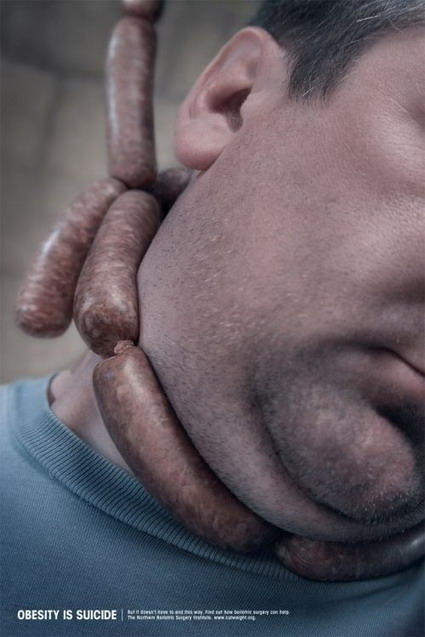 OBESITY IS SUICIDE
But it doesn't have to end this way. Find out how bariatric surgery can help.
The Northern Bariatric Surgery Institute. www.cutweight.org.